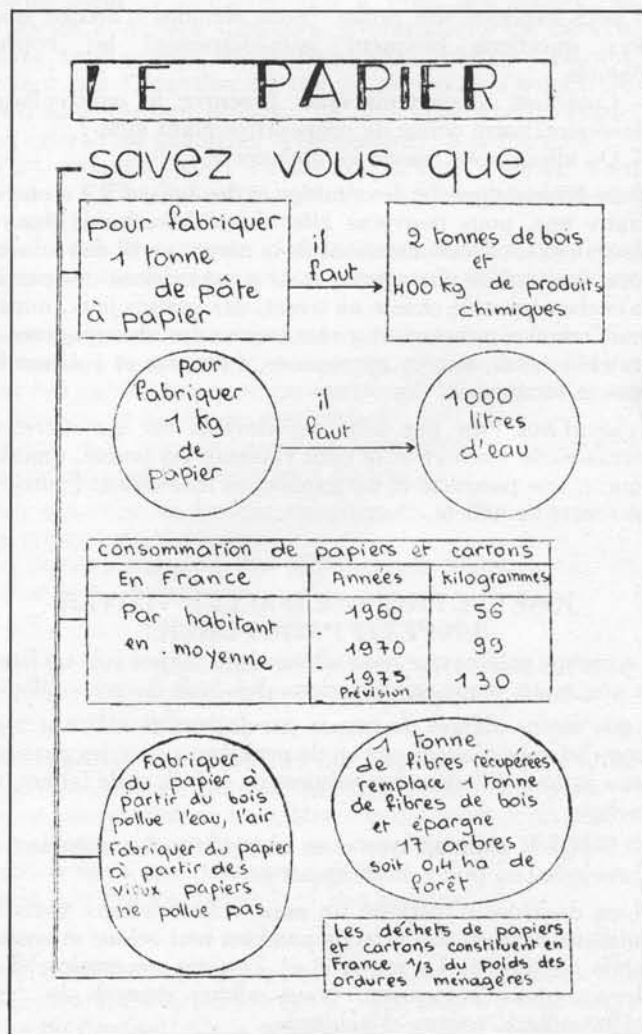 LE PAPIER
savez vous que
pour fabriquer
1 tonne
de pâte
à papier
il
faut
2 tonnes de bois
et
400 kg de produits
chimiques
pour
fabriquer
1 kg
de
papier
il
faut
1000
litres
d'eau
consommation de papiers et cartons
En France
Par habitant
en moyenne
Années
kilogrammes
1960
56
1970
99
1975
Prévision
130
Fabriquer
du papier à
partir du bois
pollue l'eau, l'air
Fabriquer du papier
à partir des
vieux papiers
ne pollue pas
1 tonne
de fibres récupérées
remplace 1 tonne
de fibres de bois
et épargne
17 arbres
soit 0,4 ha de
forêt
Les déchets de papiers
et cartons constituent en
France 1/3 du poids des
ordures ménagères